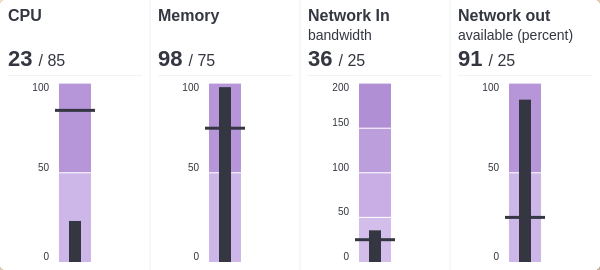 CPU
23 / 85
100
50
0
Memory
98 / 75
100
50
0
Network In
bandwidth
36 / 25
200
150
100
50
0
Network out
available (percent)
91 / 25
100
50
0